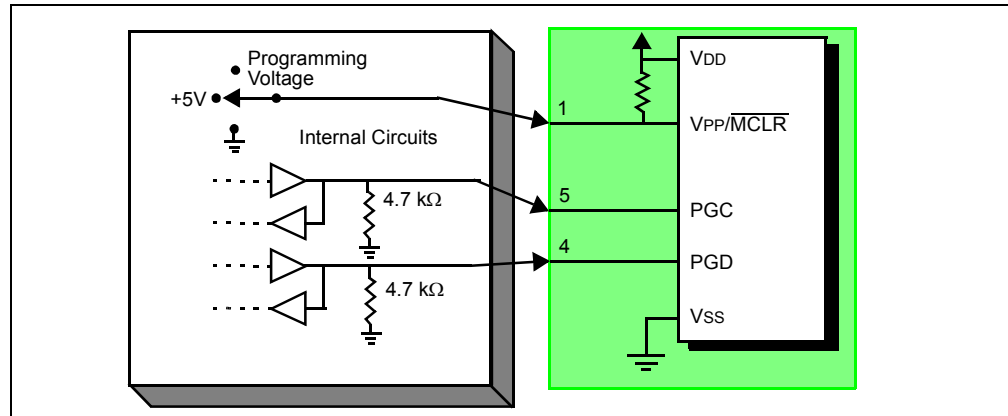 Programming
Voltage
+5V
Internal Circuits
4.7 kΩ
4.7 kΩ
1
5
4
VDD
VPP/MCLR
PGC
PGD
VSS